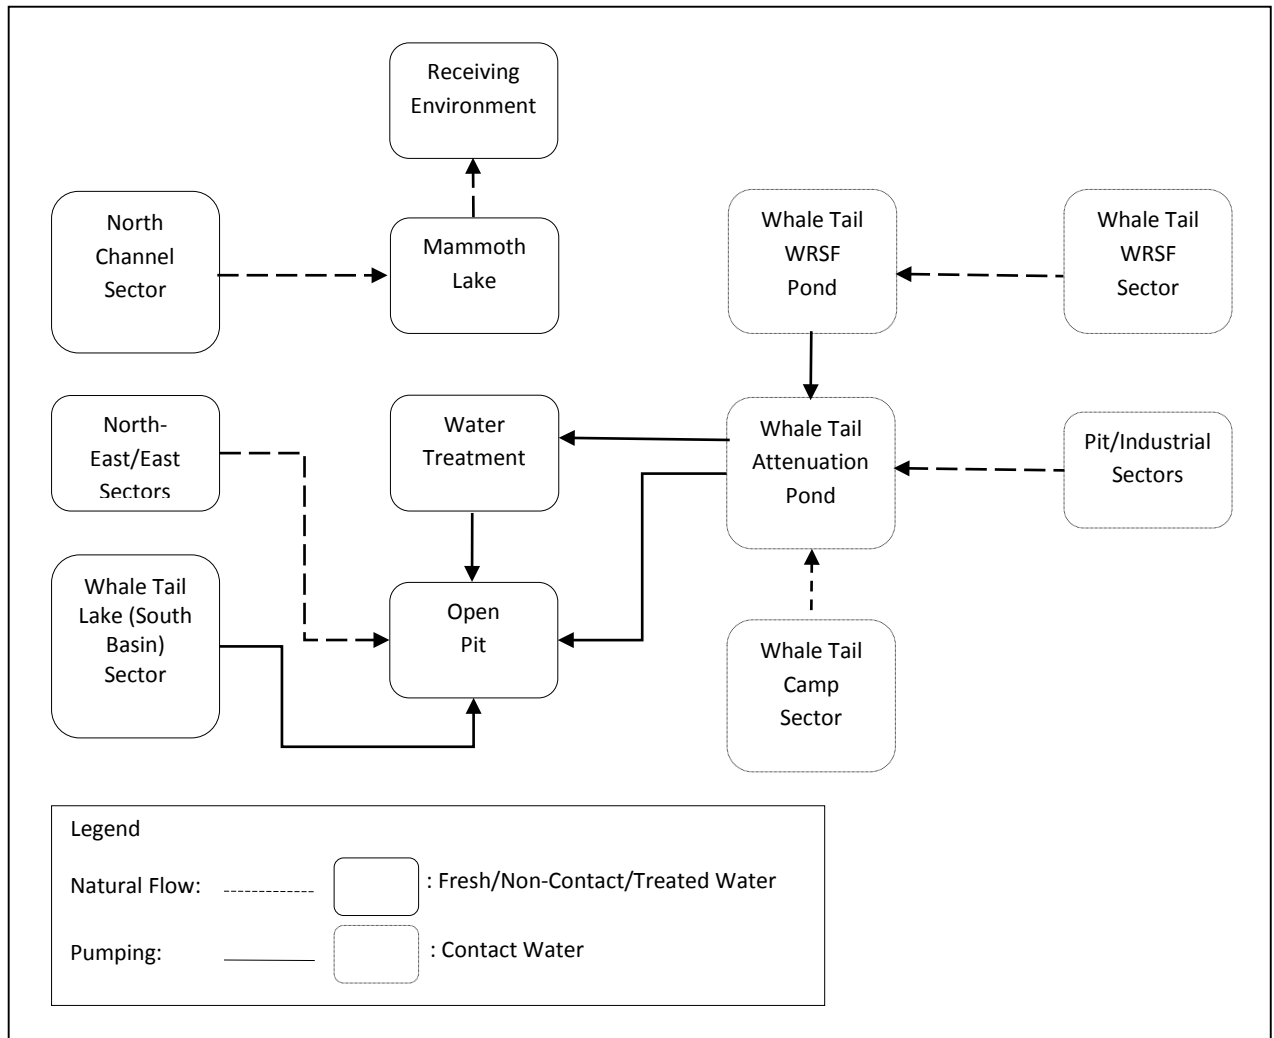 Receiving
Environment
North
Channel
Sector
Mammoth
Lake
Whale Tail
WRSF
Pond
Whale Tail
WRSF
Sector
North-
East/East
Sectors
Water
Treatment
Whale Tail
Attenuation
Pond
Pit/Industrial
Sectors
Whale Tail
Lake (South
Basin)
Sector
Open
Pit
Whale Tail
Camp
Sector
Legend
Natural Flow:
: Fresh/Non-Contact/Treated Water
Pumping:
: Contact Water